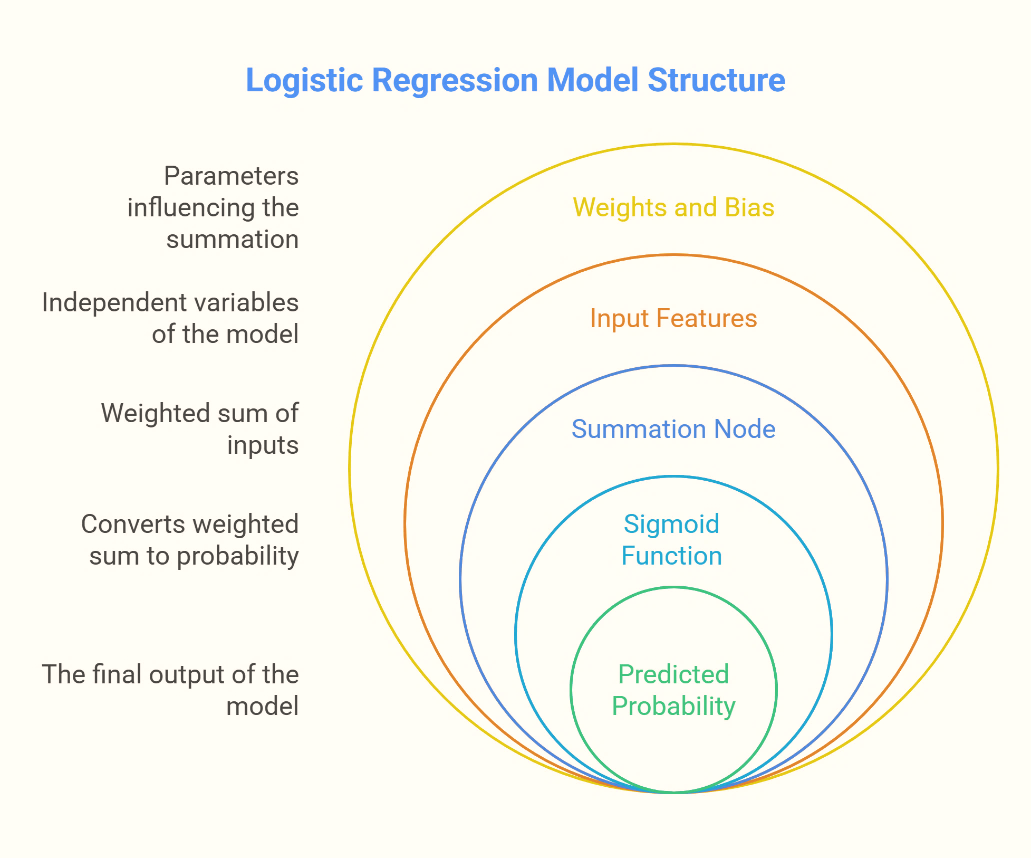 Logistic Regression Model Structure
Parameters
influencing the
summation
Weights and Bias
Independent variables
of the model
Input Features
Weighted sum of
inputs
Summation Node
Converts weighted
sum to probability
Sigmoid
Function
The final output of the
model
Predicted
Probability